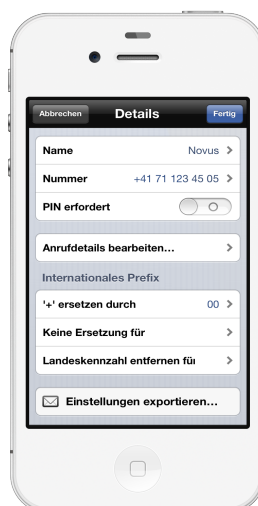 Abbrechen Details Fertig
Name Novus
Nummer +41 71 123 45 05
PIN erfordert
Anrufdetails bearbeiten...
Internationales Prefix
'+' ersetzen durch 00
Keine Ersetzung für
Landeskennzahl entfernen fü
Einstellungen exportieren...